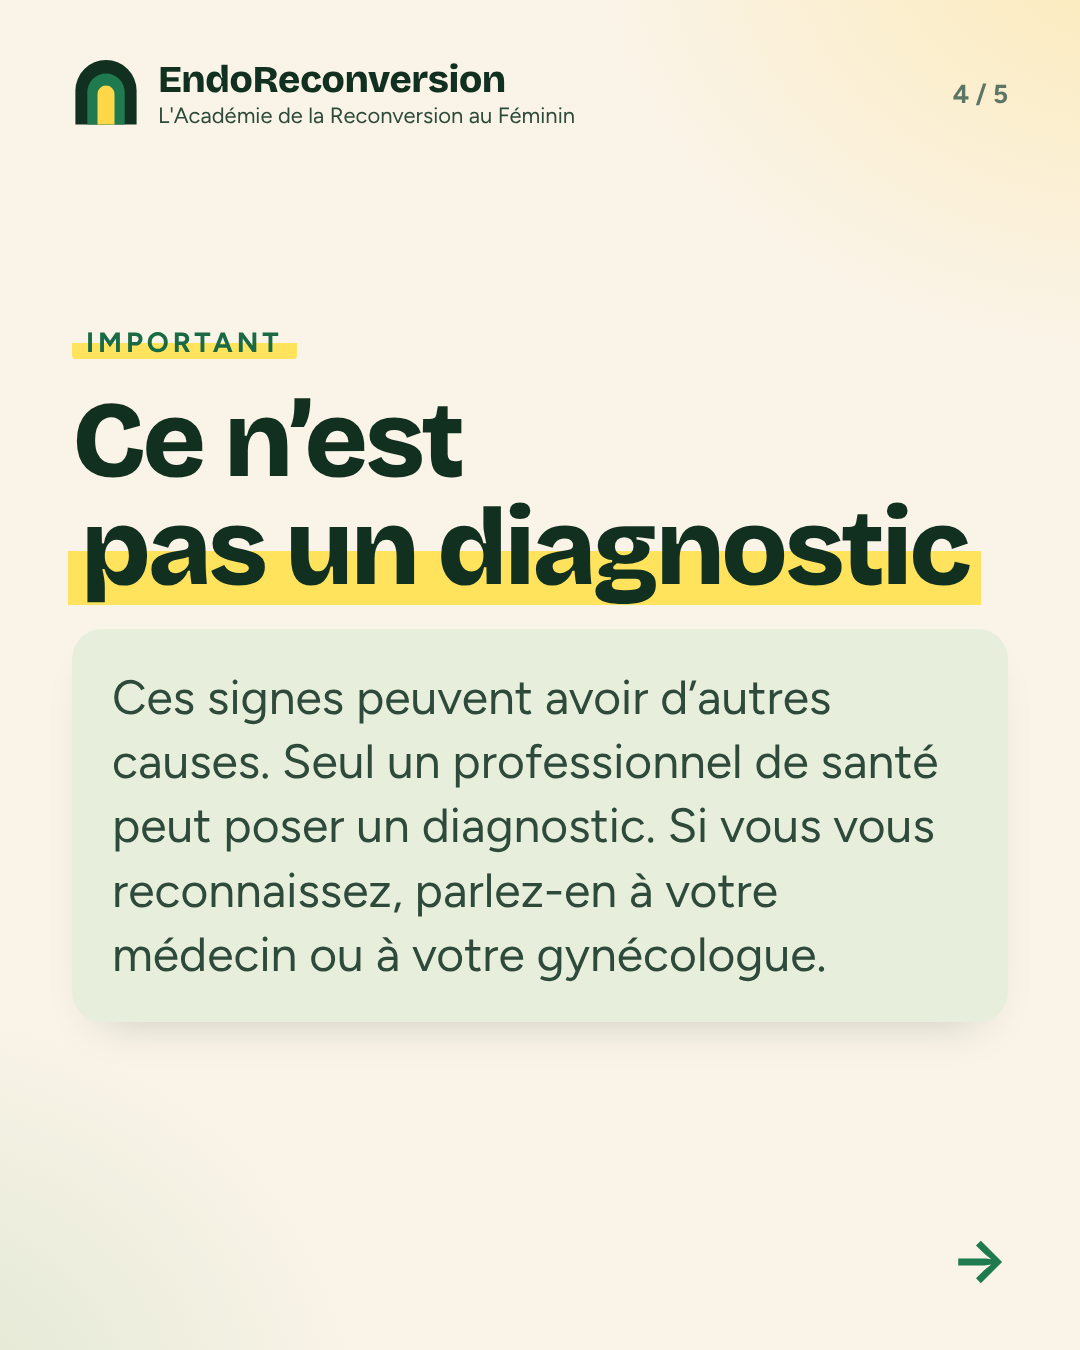 EndoReconversion
L'Académie de la Reconversion au Féminin
4 / 5
IMPORTANT
Ce n’est
pas un diagnostic
Ces signes peuvent avoir d’autres
causes. Seul un professionnel de santé
peut poser un diagnostic. Si vous vous
reconnaissez, parlez-en à votre
médecin ou à votre gynécologue.